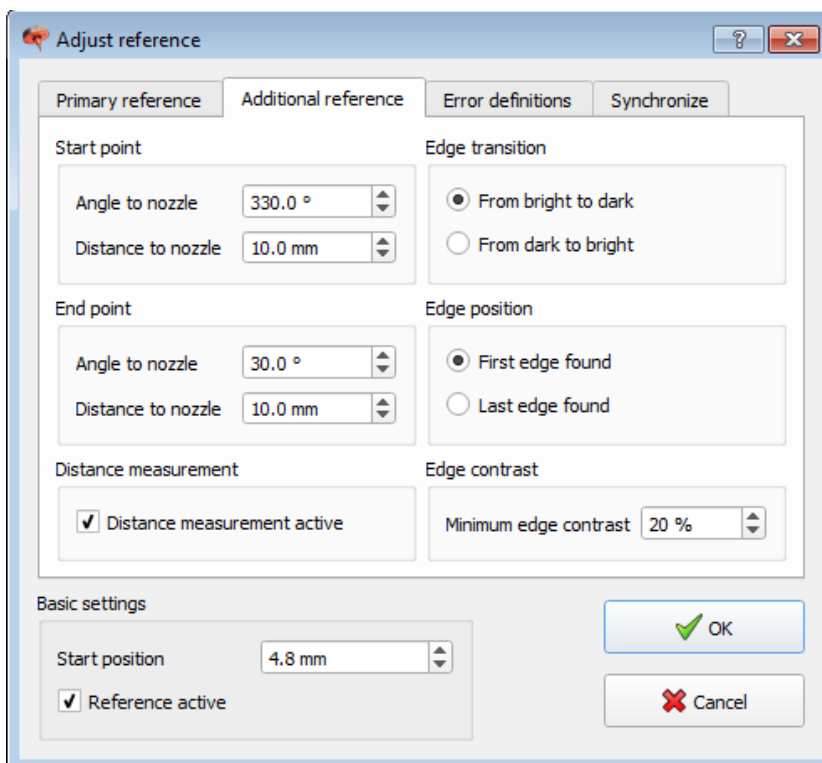 Adjust reference
Primary reference
Additional reference
Error definitions
Synchronize
Start point
Angle to nozzle 330.0 °
Distance to nozzle 10.0 mm
Edge transition
From bright to dark
From dark to bright
End point
Angle to nozzle 30.0 °
Distance to nozzle 10.0 mm
Edge position
First edge found
Last edge found
Distance measurement
Distance measurement active
Edge contrast
Minimum edge contrast 20 %
Basic settings
Start position 4.8 mm
Reference active
OK
Cancel